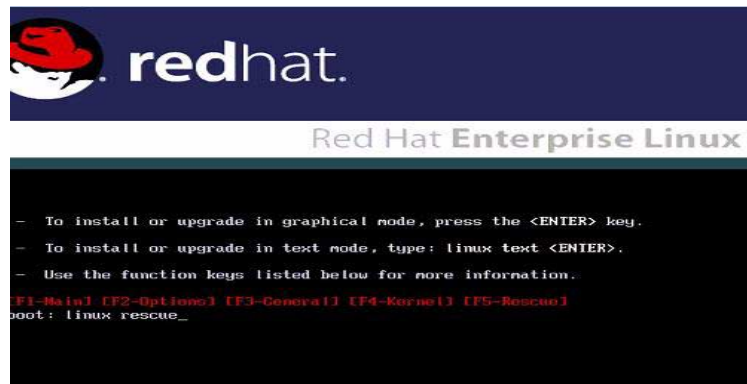 redhat.
Red Hat Enterprise Linux
- To install or upgrade in graphical mode, press the <ENTER> key.
- To install or upgrade in text mode, type: linux text <ENTER>.
- Use the function keys listed below for more information.
[F1-Main] [F2-Options] [F3-General] [F4-Kernel] [F5-Rescue]
boot: linux rescue_